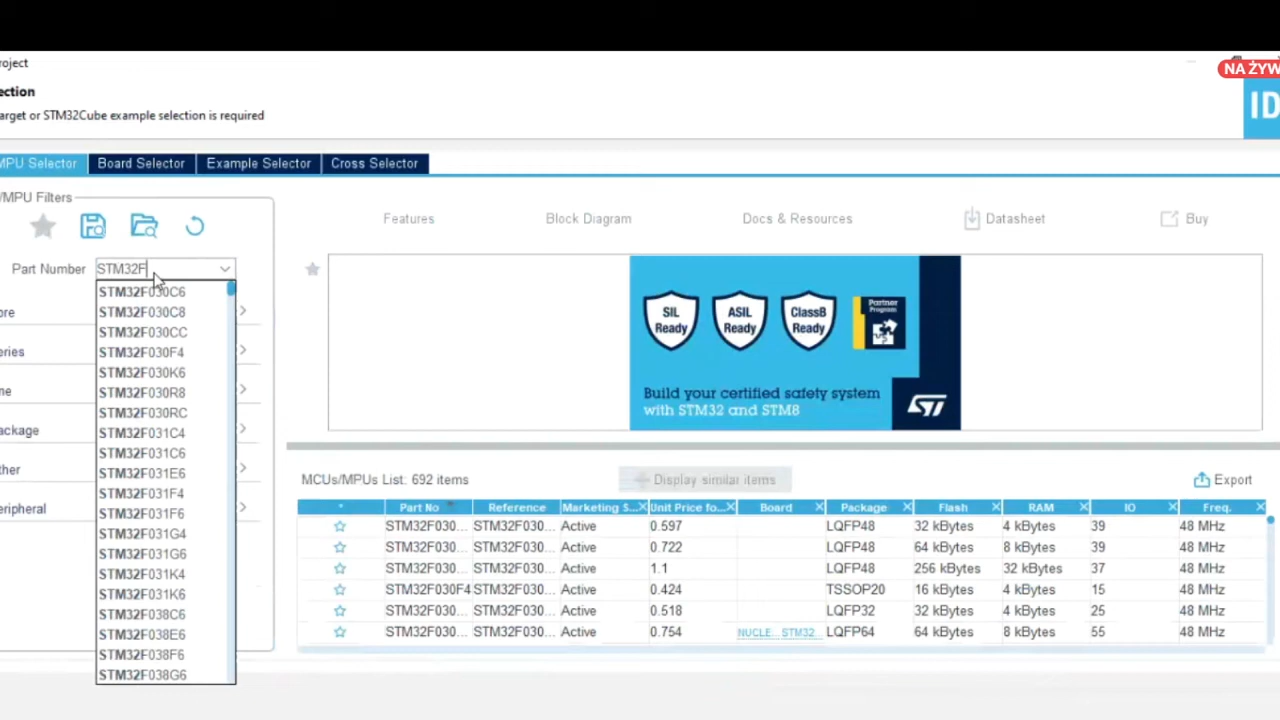 roject
NA ŻYW
ection
ID
arget or STM32Cube example selection is required
MPU Selector Board Selector Example Selector Cross Selector
/MPU Filters
Features Block Diagram Docs & Resources Datasheet Buy
Part Number STM32F
STM32F030C6
STM32F030C8
STM32F030CC
STM32F030F4
STM32F030K6
STM32F030R8
STM32F030RC
STM32F031C4
STM32F031C6
STM32F031E6
STM32F031F4
STM32F031F6
STM32F031G4
STM32F031G6
STM32F031K4
STM32F031K6
STM32F038C6
STM32F038E6
STM32F038F6
STM32F038G6
ore
eries
ne
ackage
ther
eripheral
SIL Ready
ASIL Ready
ClassB Ready
Partner Program
Build your certified safety system
with STM32 and STM8
ST
MCUs/MPUs List: 692 items Display similar items Export
* Part No Reference Marketing S... Unit Price fo... Board Package Flash RAM IO Freq.
STM32F030... STM32F030... Active 0.597 LQFP48 32 kBytes 4 kBytes 39 48 MHz
STM32F030... STM32F030... Active 0.722 LQFP48 64 kBytes 8 kBytes 39 48 MHz
STM32F030... STM32F030... Active 1.1 LQFP48 256 kBytes 32 kBytes 37 48 MHz
STM32F030F4 STM32F030... Active 0.424 TSSOP20 16 kBytes 4 kBytes 15 48 MHz
STM32F030... STM32F030... Active 0.518 LQFP32 32 kBytes 4 kBytes 25 48 MHz
STM32F030... STM32F030... Active 0.754 NUCLE... STM32... LQFP64 64 kBytes 8 kBytes 55 48 MHz